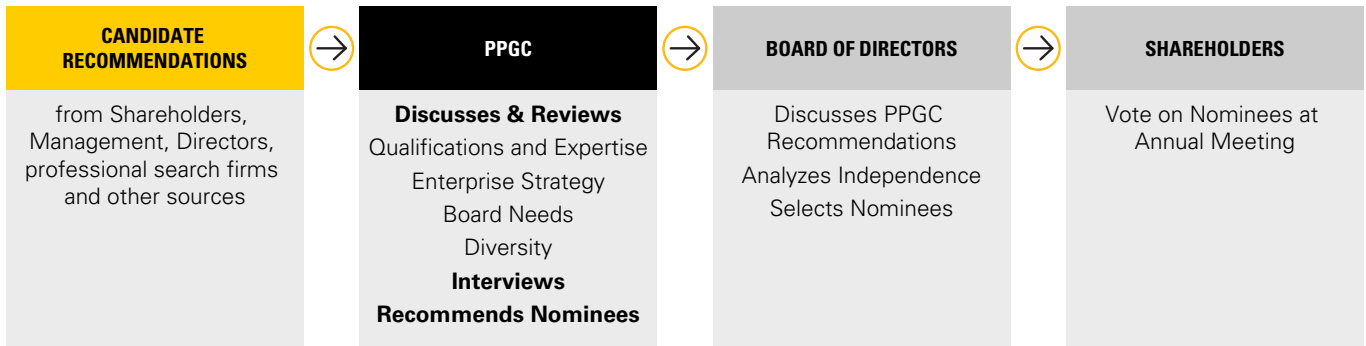 CANDIDATE
RECOMMENDATIONS
from Shareholders,
Management, Directors,
professional search firms
and other sources
PPGC
Discusses & Reviews
Qualifications and Expertise
Enterprise Strategy
Board Needs
Diversity
Interviews
Recommends Nominees
BOARD OF DIRECTORS
Discusses PPGC
Recommendations
Analyzes Independence
Selects Nominees
SHAREHOLDERS
Vote on Nominees at
Annual Meeting